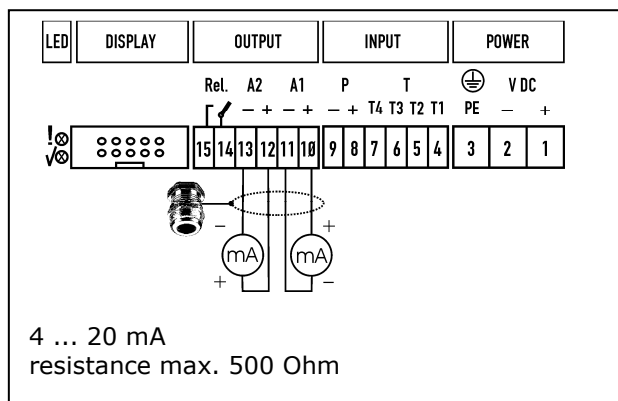 LED DISPLAY OUTPUT INPUT POWER
Rel. A2 A1 P T V DC
− + − + − + T4 T3 T2 T1 PE − +
! 15 14 13 12 11 10 9 8 7 6 5 4 3 2 1
√
− +
mA mA
+ −
4 ... 20 mA
resistance max. 500 Ohm